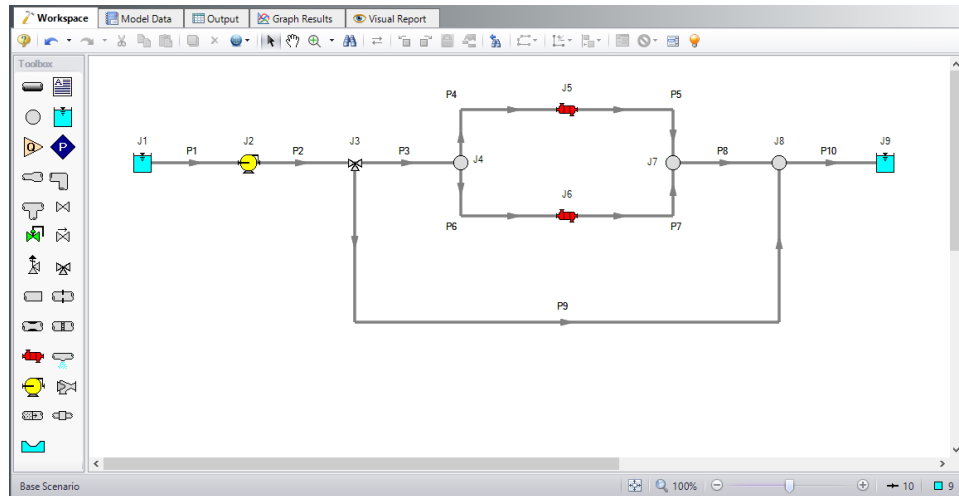 Workspace Model Data Output Graph Results Visual Report
Toolbox
P4 J5 P5
J1 P1 J2 P2 J3 P3 J4 J7 P8 J8 P10 J9
J6
P6 P7
P9
Base Scenario 100% 10 9
A
Q P